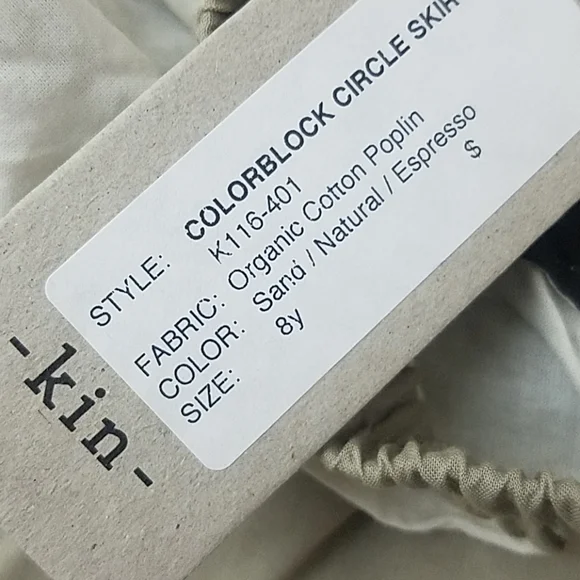 STYLE: COLORBLOCK CIRCLE SKIR
K116-401
FABRIC: Organic Cotton Poplin
COLOR: Sand / Natural / Espresso
SIZE: 8y $
-kin-